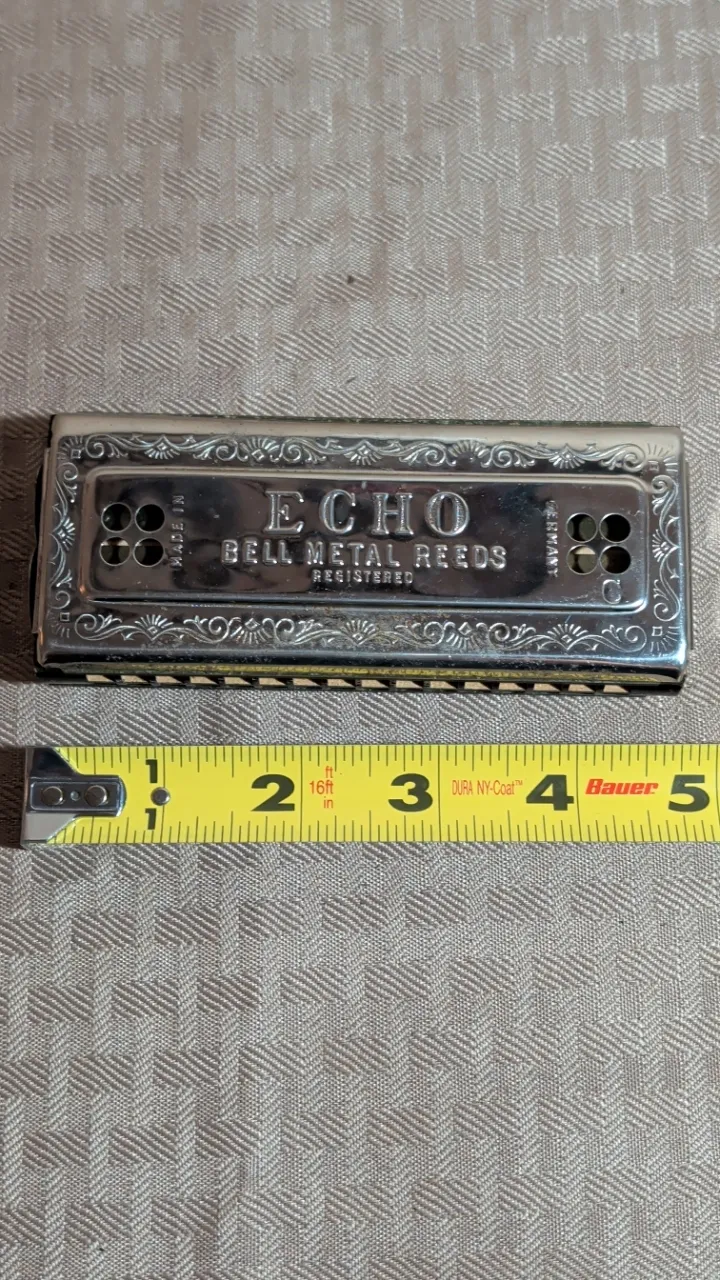 ECHO
BELL METAL REEDS
REGISTERED
MADE IN
GERMANY
C
1
1
2
ft
16ft
in
3
DURA NY-Coat™
4
Bauer
5